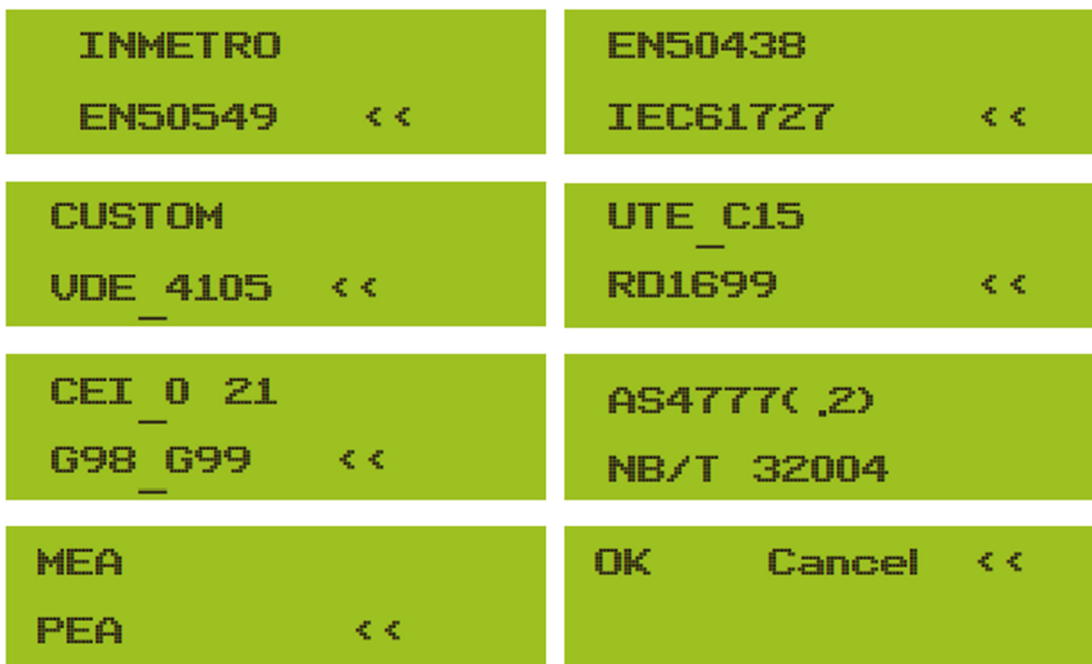 INMETRO
EN50549 <<
EN50438
IEC61727 <<
CUSTOM
VDE_4105 <<
UTE_C15
RD1699 <<
CEI_0 21
G98_G99 <<
AS4777( .2)
NB/T 32004
MEA
PEA <<
OK Cancel <<